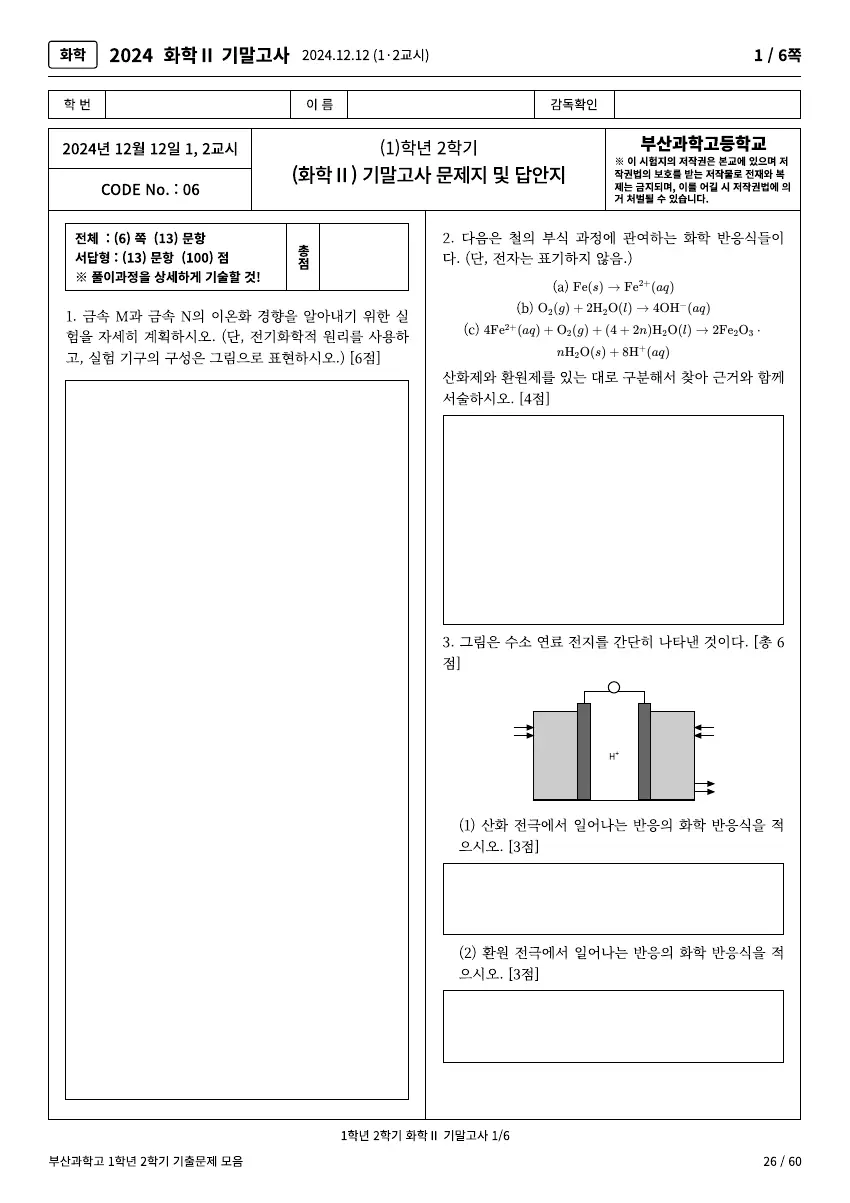 화학 2024 화학Ⅱ 기말고사 2024.12.12 (1·2교시) 1 / 6쪽
학 번 이 름 감독확인
2024년 12월 12일 1, 2교시
CODE No. : 06
(1)학년 2학기
(화학Ⅱ) 기말고사 문제지 및 답안지
부산과학고등학교
※ 이 시험지의 저작권은 본교에 있으며 저
작권법의 보호를 받는 저작물로 전재와 복
제는 금지되며, 이를 어길 시 저작권법에 의
거 처벌될 수 있습니다.
전체 : (6) 쪽 (13) 문항
서답형 : (13) 문항 (100) 점
※ 풀이과정을 상세하게 기술할 것!
총점
1. 금속 M과 금속 N의 이온화 경향을 알아내기 위한 실
험을 자세히 계획하시오. (단, 전기화학적 원리를 사용하
고, 실험 기구의 구성은 그림으로 표현하시오.) [6점]
2. 다음은 철의 부식 과정에 관여하는 화학 반응식들이
다. (단, 전자는 표기하지 않음.)
(a) Fe(s) → Fe²⁺(aq)
(b) O₂(g) + 2H₂O(l) → 4OH⁻(aq)
(c) 4Fe²⁺(aq) + O₂(g) + (4 + 2n)H₂O(l) → 2Fe₂O₃ ·
nH₂O(s) + 8H⁺(aq)
산화제와 환원제를 있는 대로 구분해서 찾아 근거와 함께
서술하시오. [4점]
3. 그림은 수소 연료 전지를 간단히 나타낸 것이다. [총 6
점]
H⁺
(1) 산화 전극에서 일어나는 반응의 화학 반응식을 적
으시오. [3점]
(2) 환원 전극에서 일어나는 반응의 화학 반응식을 적
으시오. [3점]
1학년 2학기 화학Ⅱ 기말고사 1/6
부산과학고 1학년 2학기 기출문제 모음 26 / 60